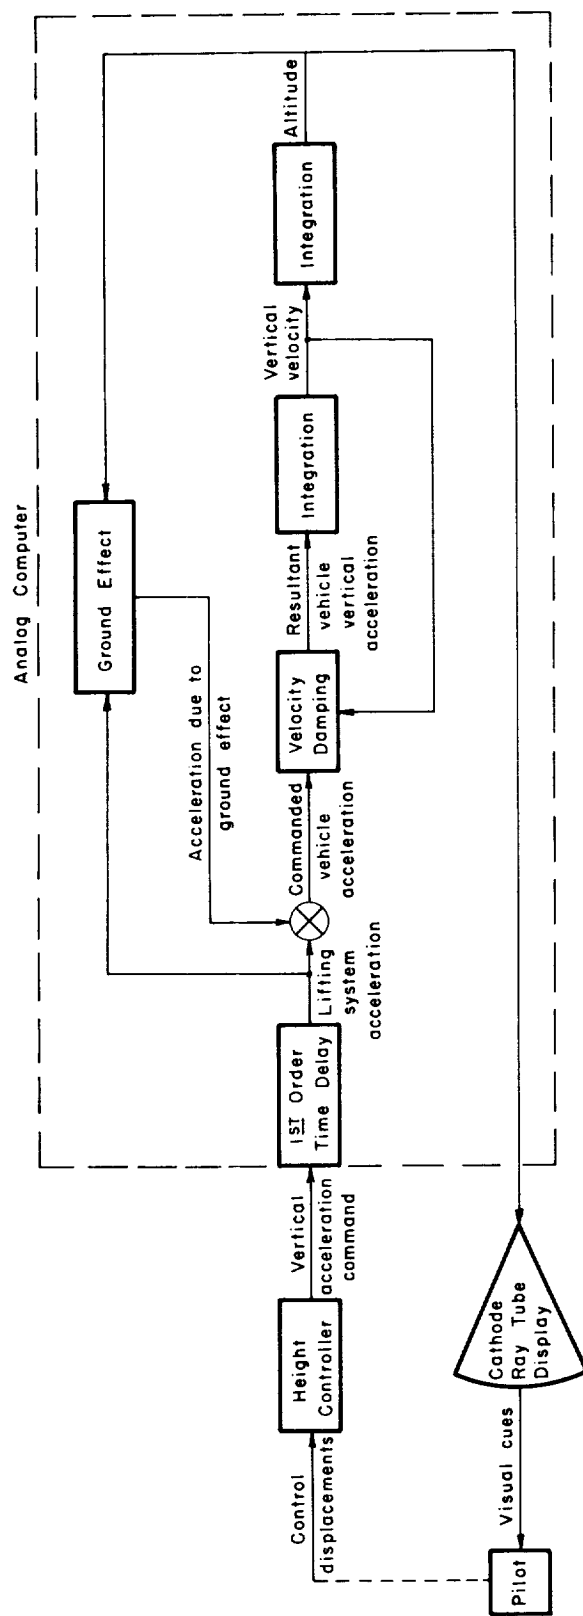 Analog Computer
Ground Effect
Acceleration due to
ground effect
Pilot
Control
displacements
Height
Controller
Vertical
acceleration
command
1ST Order
Time Delay
Lifting
system
acceleration
Commanded
vehicle
acceleration
Velocity
Damping
Resultant
vehicle
vertical
acceleration
Integration
Vertical
velocity
Integration
Altitude
Visual cues
Cathode
Ray Tube
Display